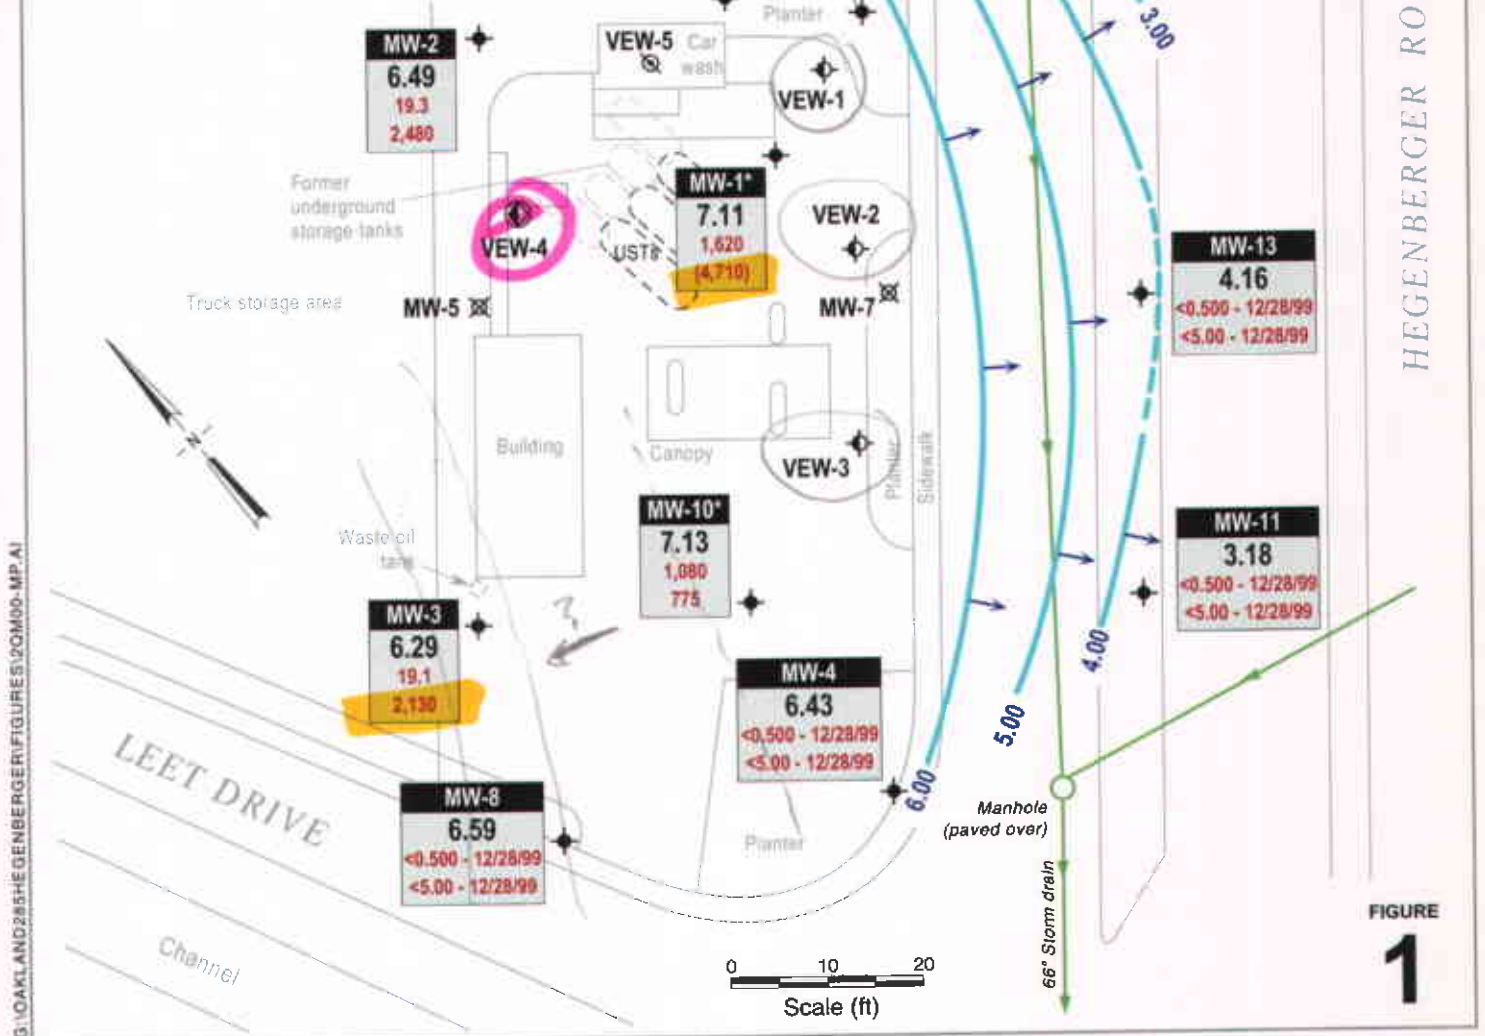 Planter
3.00
HEGENBERGER RO
MW-2
6.49
19.3
2,480
VEW-5
Car
wash
VEW-1
Former
underground
storage tanks
MW-1*
7.11
1,620
(4,710)
VEW-2
VEW-4
USTs
MW-13
4.16
<0.500 - 12/28/99
<5.00 - 12/28/99
Truck storage area
MW-5
MW-7
N
Building
Canopy
VEW-3
Planter
Sidewalk
MW-10*
7.13
1,080
775
MW-11
3.18
<0.500 - 12/28/99
<5.00 - 12/28/99
Waste oil
tank
MW-3
6.29
19.1
2,130
?
MW-4
6.43
<0.500 - 12/28/99
<5.00 - 12/28/99
4.00
5.00
6.00
LEET DRIVE
MW-8
6.59
<0.500 - 12/28/99
<5.00 - 12/28/99
Planter
Manhole
(paved over)
66" Storm drain
Channel
0 10 20
Scale (ft)
FIGURE
1
G:\OAKLAND285HEGENBERGER\FIGURES\2QM00-MP.AI